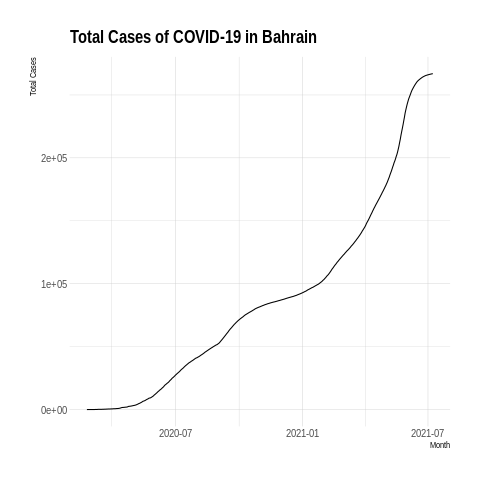 Total Cases of COVID-19 in Bahrain
Total Cases
2e+05
1e+05
0e+00
2020-07
2021-01
2021-07
Month